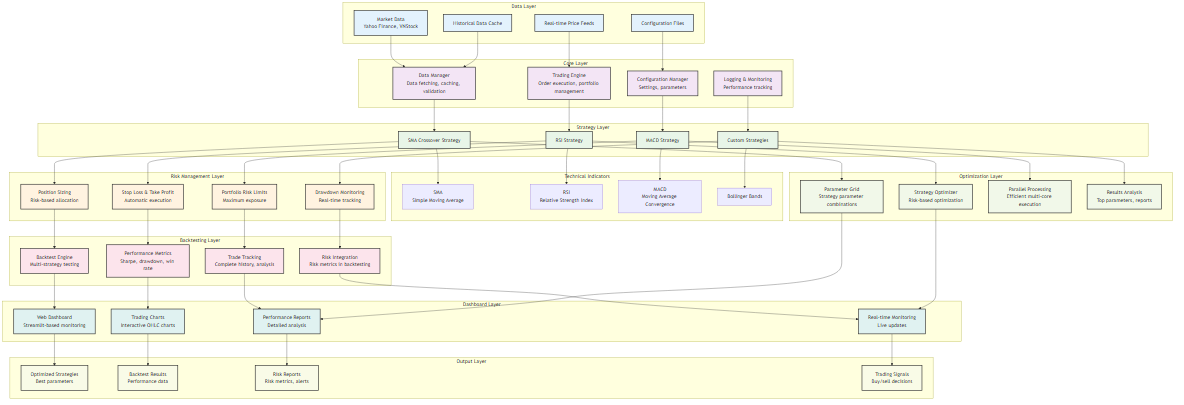 Data Layer
Market Data
Yahoo Finance, VNStock
Historical Data Cache
Real-time Price Feeds
Configuration Files
Core Layer
Data Manager
Data fetching, caching,
validation
Trading Engine
Order execution, portfolio
management
Configuration Manager
Settings, parameters
Logging & Monitoring
Performance tracking
Strategy Layer
SMA Crossover Strategy
RSI Strategy
MACD Strategy
Custom Strategies
Risk Management Layer
Position Sizing
Risk-based allocation
Stop Loss & Take Profit
Automatic execution
Portfolio Risk Limits
Maximum exposure
Drawdown Monitoring
Real-time tracking
Technical Indicators
SMA
Simple Moving Average
RSI
Relative Strength Index
MACD
Moving Average
Convergence
Bollinger Bands
Optimization Layer
Parameter Grid
Strategy parameter
combinations
Strategy Optimizer
Risk-based optimization
Parallel Processing
Efficient multi-core
execution
Results Analysis
Top parameters, reports
Backtesting Layer
Backtest Engine
Multi-strategy testing
Performance Metrics
Sharpe, drawdown, win
rate
Trade Tracking
Complete history, analysis
Risk Integration
Risk metrics in backtesting
Dashboard Layer
Web Dashboard
Streamlit-based monitoring
Trading Charts
Interactive OHLC charts
Performance Reports
Detailed analysis
Real-time Monitoring
Live updates
Output Layer
Optimized Strategies
Best parameters
Backtest Results
Performance data
Risk Reports
Risk metrics, alerts
Trading Signals
Buy/sell decisions